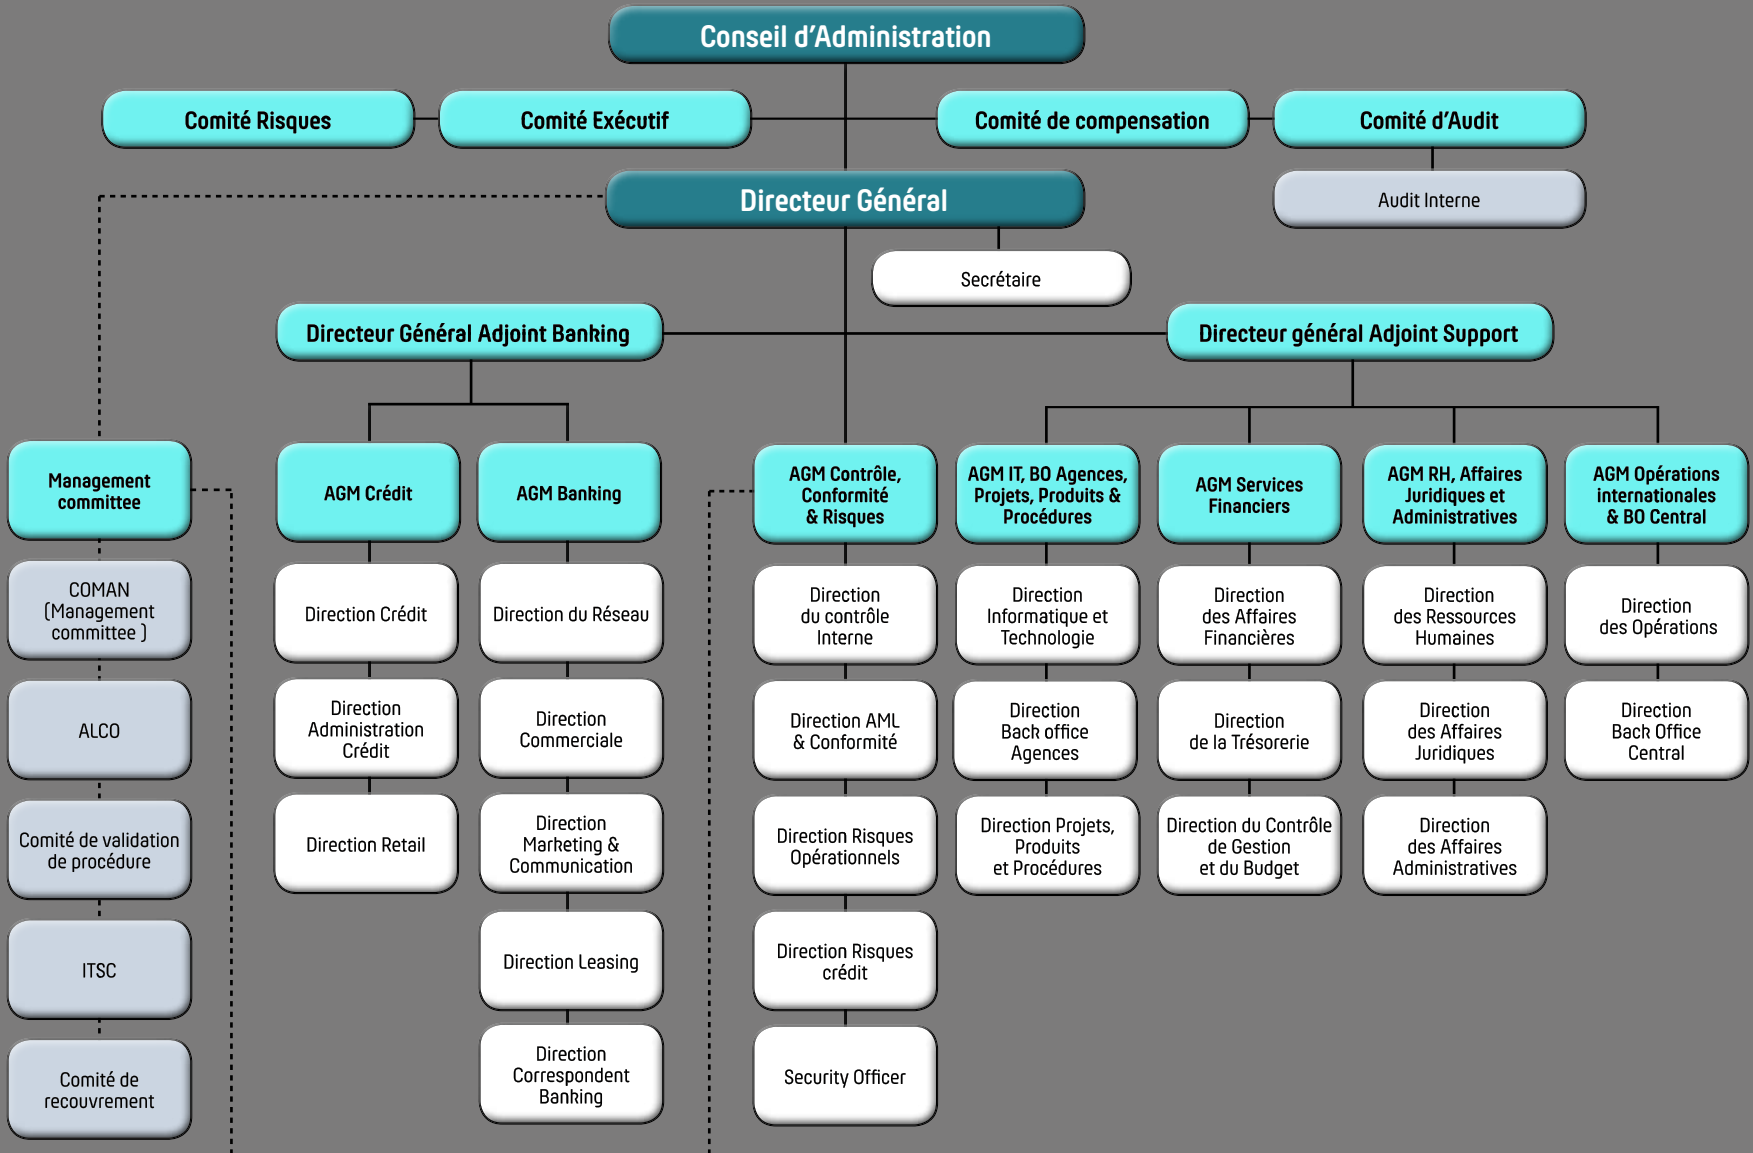 Conseil d’Administration
Comité Risques
Comité Exécutif
Comité de compensation
Comité d’Audit
Directeur Général
Audit Interne
Secrétaire
Directeur Général Adjoint Banking
Directeur général Adjoint Support
Management
committee
AGM Crédit
AGM Banking
AGM Contrôle,
Conformité
& Risques
AGM IT, BO Agences,
Projets, Produits &
Procédures
AGM Services
Financiers
AGM RH, Affaires
Juridiques et
Administratives
AGM Opérations
internationales
& BO Central
COMAN
(Management
committee )
Direction Crédit
Direction du Réseau
Direction
du contrôle
Interne
Direction
Informatique et
Technologie
Direction
des Affaires
Financières
Direction
des Ressources
Humaines
Direction
des Opérations
ALCO
Direction
Administration
Crédit
Direction
Commerciale
Direction AML
& Conformité
Direction
Back office
Agences
Direction
de la Trésorerie
Direction
des Affaires
Juridiques
Direction
Back Office
Central
Comité de validation
de procédure
Direction Retail
Direction
Marketing &
Communication
Direction Risques
Opérationnels
Direction Projets,
Produits
et Procédures
Direction du Contrôle
de Gestion
et du Budget
Direction
des Affaires
Administratives
ITSC
Direction Leasing
Direction Risques
crédit
Comité de
recouvrement
Direction
Correspondent
Banking
Security Officer